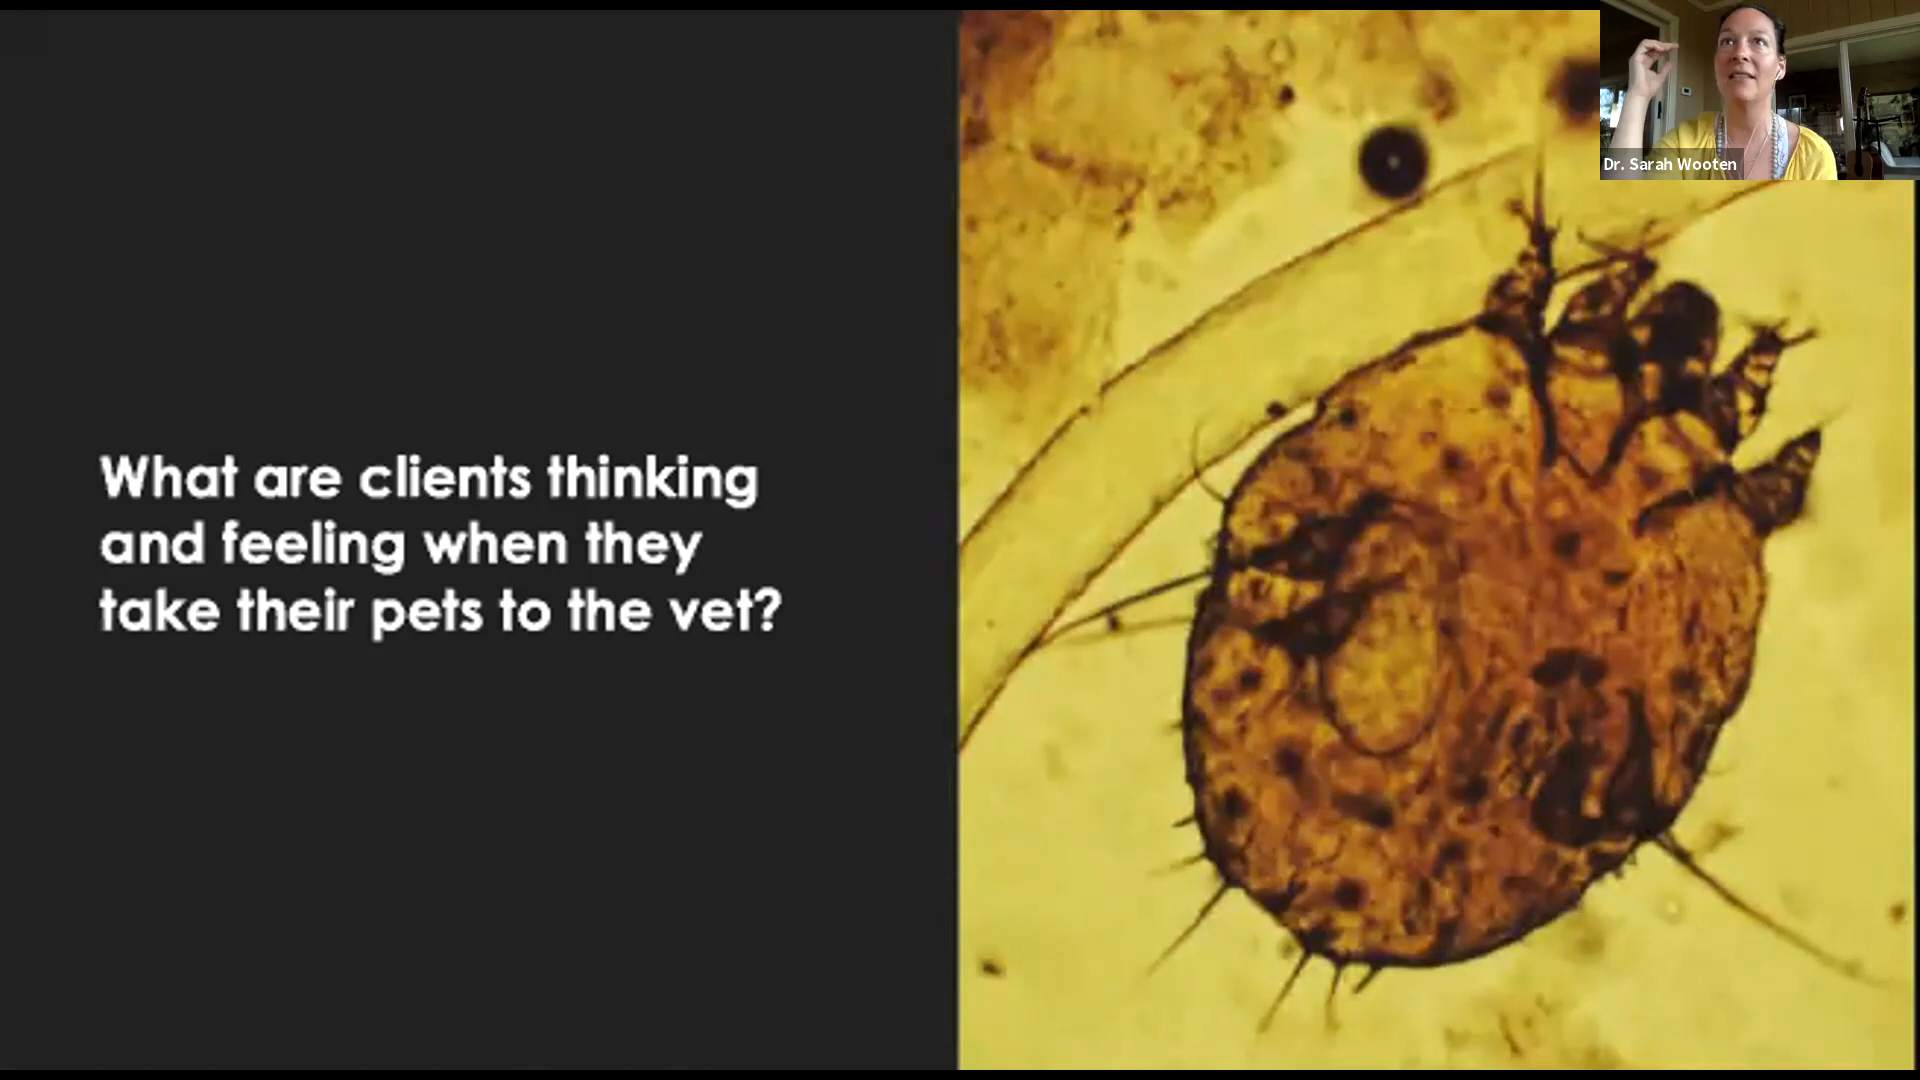 What are clients thinking
and feeling when they
take their pets to the vet?
Dr. Sarah Wooten